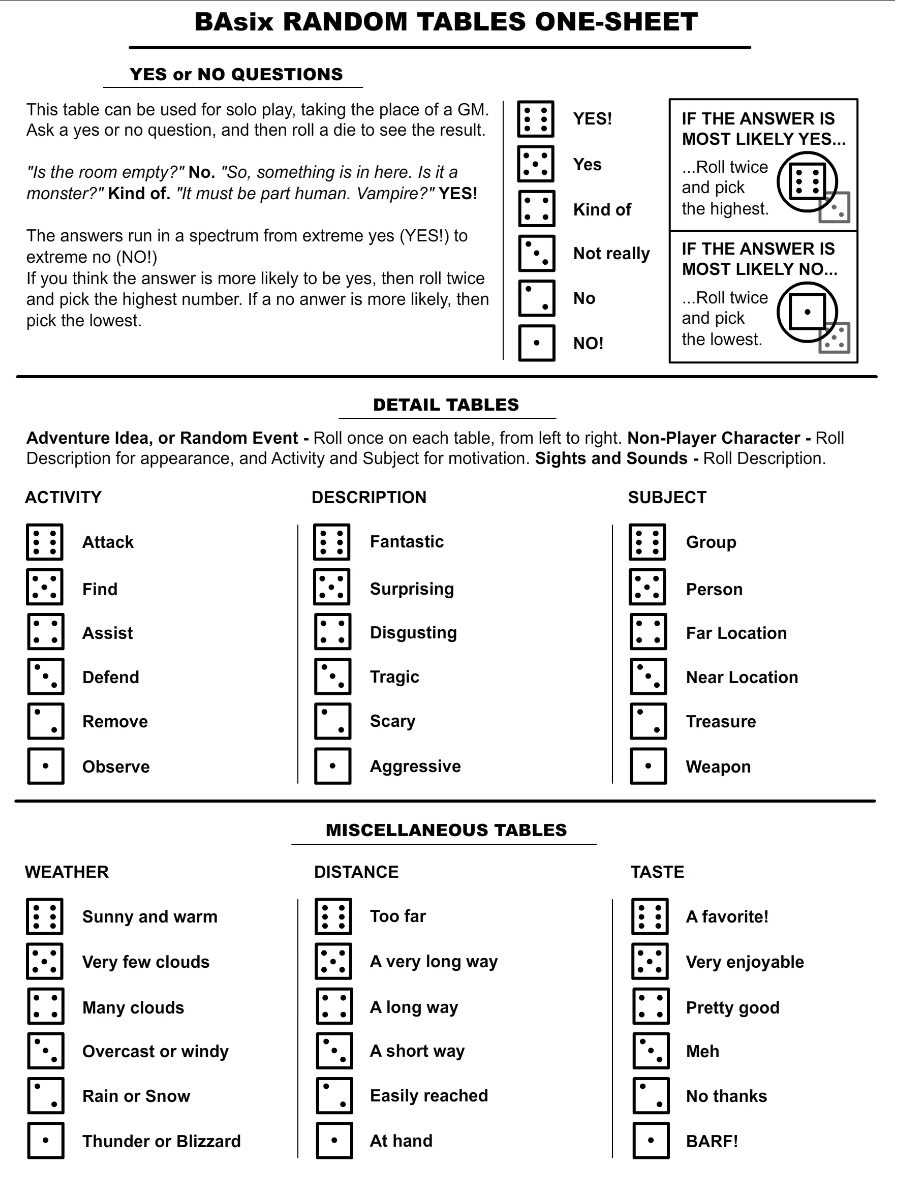 BAsix RANDOM TABLES ONE-SHEET
YES or NO QUESTIONS
This table can be used for solo play, taking the place of a GM.
Ask a yes or no question, and then roll a die to see the result.
"Is the room empty?" No. "So, something is in here. Is it a
monster?" Kind of. "It must be part human. Vampire?" YES!
The answers run in a spectrum from extreme yes (YES!) to
extreme no (NO!)
If you think the answer is more likely to be yes, then roll twice
and pick the highest number. If a no anwer is more likely, then
pick the lowest.
YES!
Yes
Kind of
Not really
No
NO!
IF THE ANSWER IS
MOST LIKELY YES...
...Roll twice
and pick
the highest.
IF THE ANSWER IS
MOST LIKELY NO...
...Roll twice
and pick
the lowest.
DETAIL TABLES
Adventure Idea, or Random Event - Roll once on each table, from left to right. Non-Player Character - Roll
Description for appearance, and Activity and Subject for motivation. Sights and Sounds - Roll Description.
ACTIVITY
Attack
Find
Assist
Defend
Remove
Observe
DESCRIPTION
Fantastic
Surprising
Disgusting
Tragic
Scary
Aggressive
SUBJECT
Group
Person
Far Location
Near Location
Treasure
Weapon
MISCELLANEOUS TABLES
WEATHER
Sunny and warm
Very few clouds
Many clouds
Overcast or windy
Rain or Snow
Thunder or Blizzard
DISTANCE
Too far
A very long way
A long way
A short way
Easily reached
At hand
TASTE
A favorite!
Very enjoyable
Pretty good
Meh
No thanks
BARF!